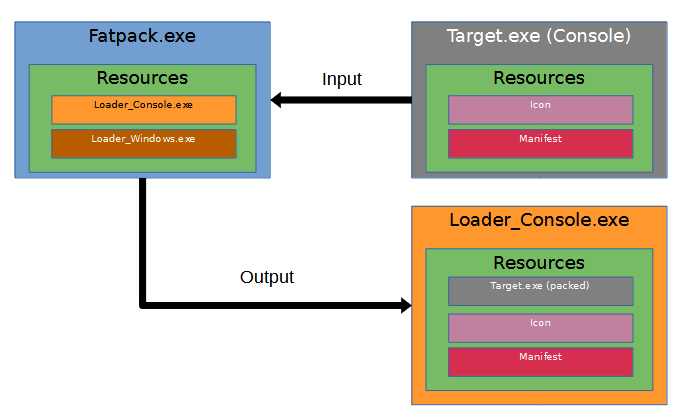 Fatpack.exe
Resources
Loader_Console.exe
Loader_Windows.exe
Input
Target.exe (Console)
Resources
Icon
Manifest
Output
Loader_Console.exe
Resources
Target.exe (packed)
Icon
Manifest